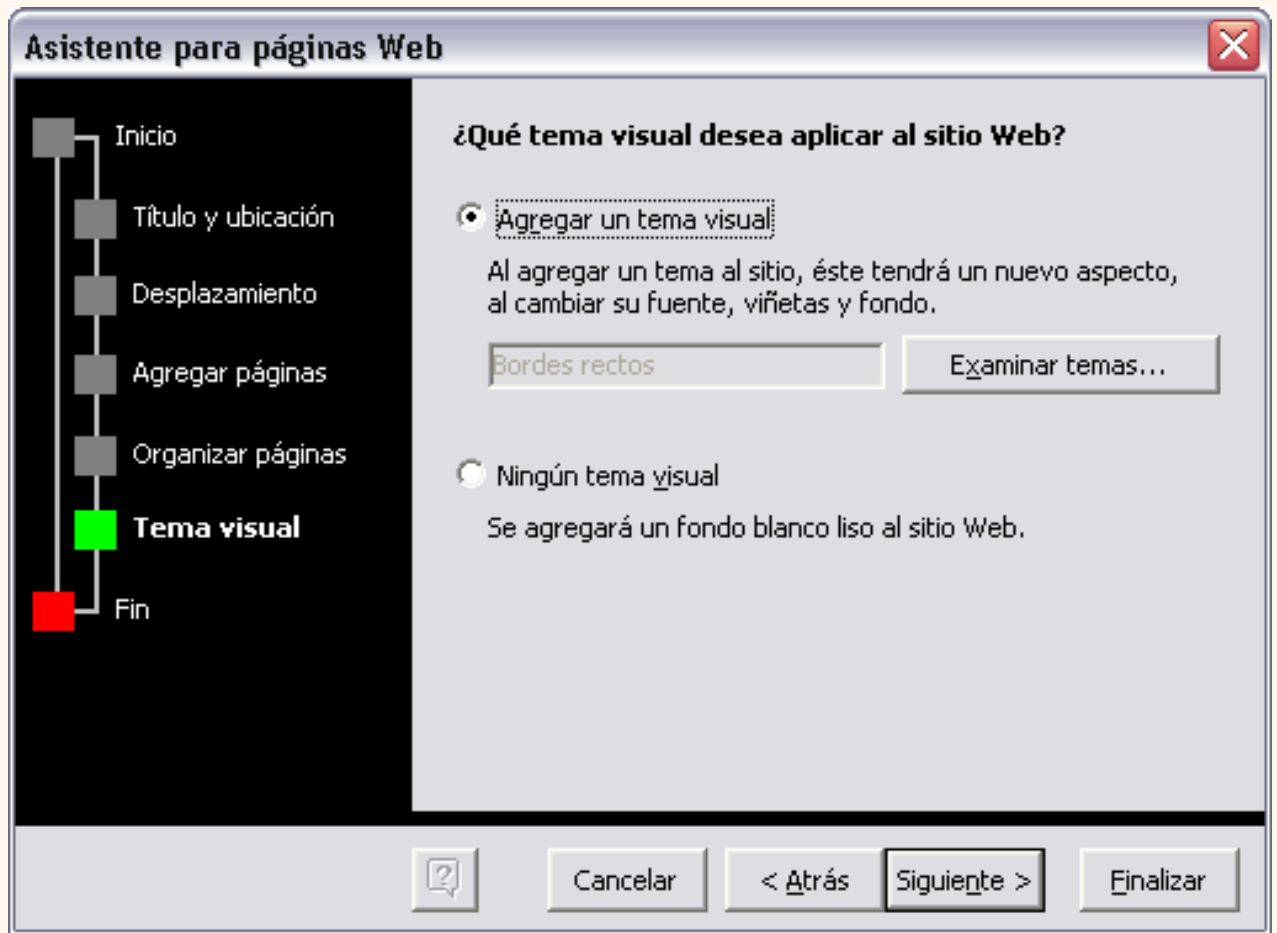 Asistente para páginas Web
Inicio
Título y ubicación
Desplazamiento
Agregar páginas
Organizar páginas
Tema visual
Fin
¿Qué tema visual desea aplicar al sitio Web?
Agregar un tema visual
Al agregar un tema al sitio, éste tendrá un nuevo aspecto,
al cambiar su fuente, viñetas y fondo.
Bordes rectos
Examinar temas...
Ningún tema visual
Se agregará un fondo blanco liso al sitio Web.
?
Cancelar
< Atrás
Siguiente >
Finalizar